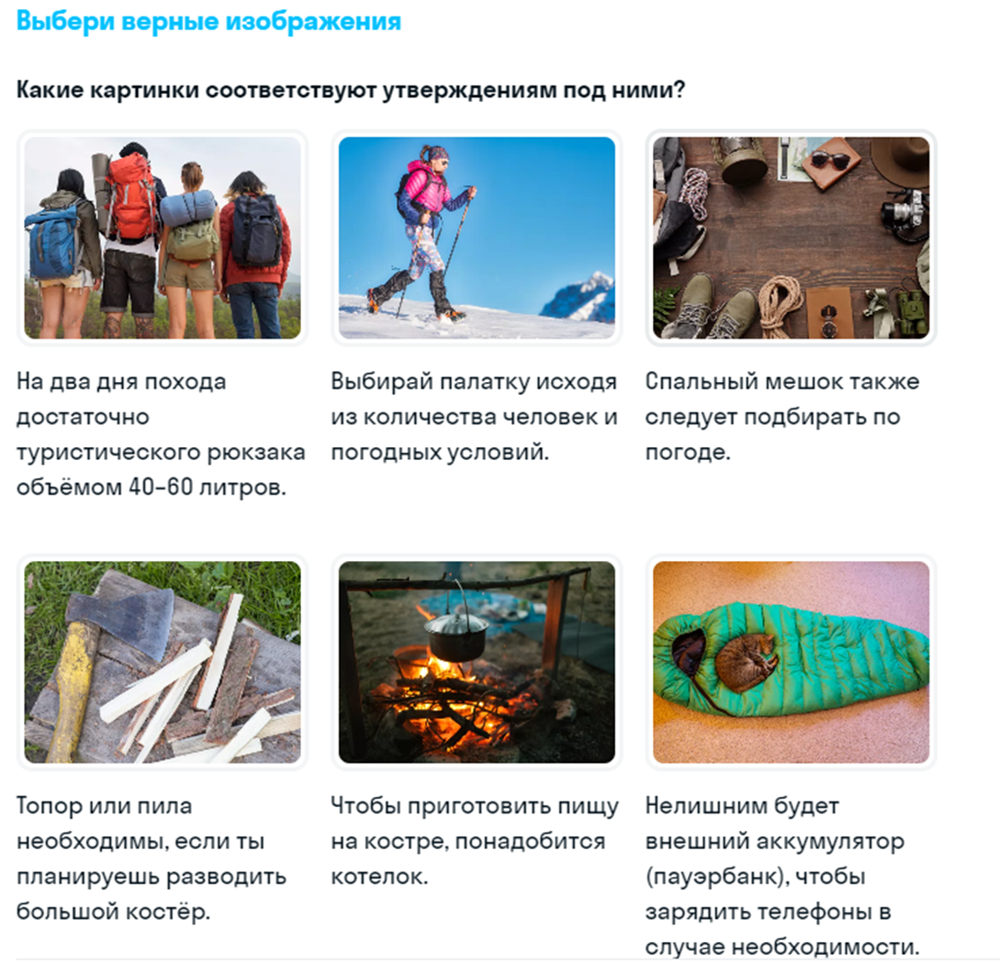 Выбери верные изображения
Какие картинки соответствуют утверждениям под ними?
На два дня похода
достаточно
туристического рюкзака
объёмом 40–60 литров.
Выбирай палатку исходя
из количества человек и
погодных условий.
Спальный мешок также
следует подбирать по
погоде.
Топор или пила
необходимы, если ты
планируешь разводить
большой костёр.
Чтобы приготовить пищу
на костре, понадобится
котелок.
Нелишним будет
внешний аккумулятор
(пауэрбанк), чтобы
зарядить телефоны в
случае необходимости.